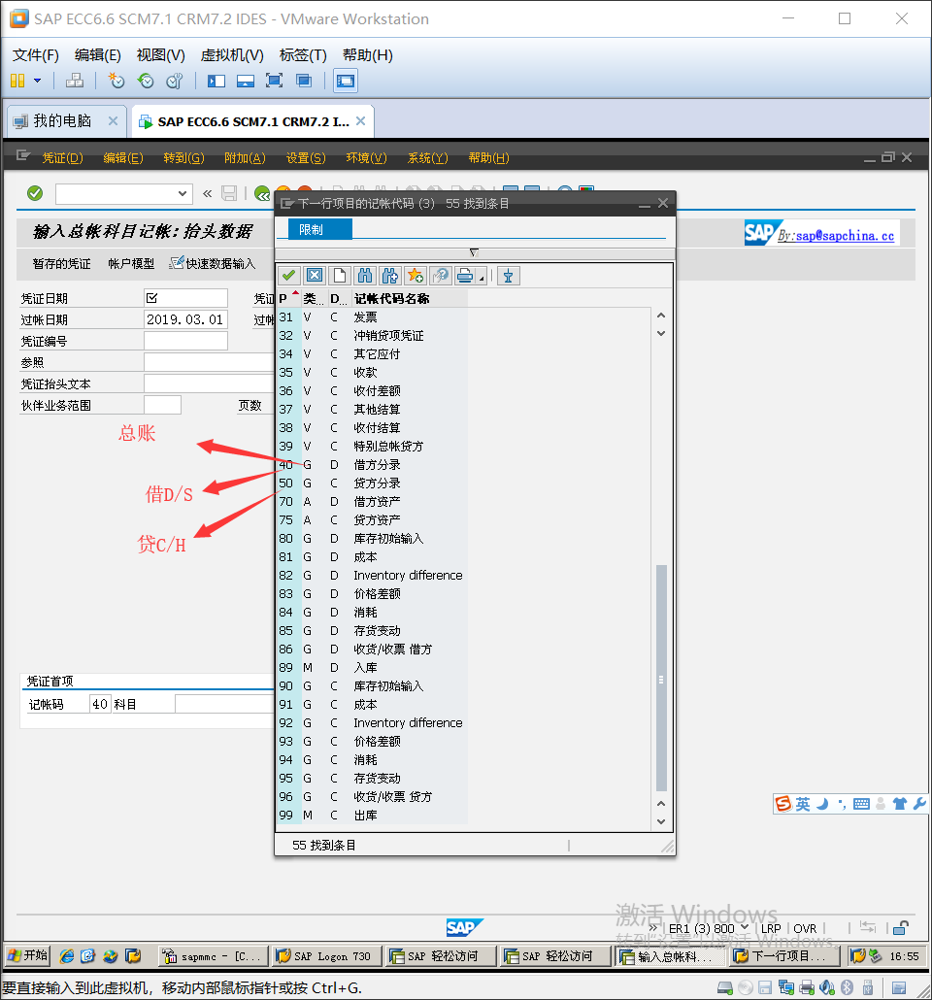 SAP ECC6.6 SCM7.1 CRM7.2 IDES - VMware Workstation
文件(F) 编辑(E) 视图(V) 虚拟机(V) 标签(T) 帮助(H)
我的电脑 SAP ECC6.6 SCM7.1 CRM7.2 I...
凭证(D) 编辑(E) 转到(G) 附加(A) 设置(S) 环境(V) 系统(Y) 帮助(H)
下一行项目的记帐代码 (3) 55 找到条目
限制
输入总帐科目记帐: 抬头数据
SAP By:sap@sapchina.cc
暂存的凭证 帐户模型 快速数据输入
凭证日期 凭证
过帐日期 2019.03.01 过帐
凭证编号
参照
凭证抬头文本
伙伴业务范围 页数
总账
借D/S
贷C/H
凭证首项
记帐码 40 科目
P 类... D... 记帐代码名称
31 V C 发票
32 V C 冲销贷项凭证
34 V C 其它应付
35 V C 收款
36 V C 收付差额
37 V C 其他结算
38 V C 收付结算
39 V C 特别总帐贷方
40 G D 借方分录
50 G C 贷方分录
70 A D 借方资产
75 A C 贷方资产
80 G D 库存初始输入
81 G D 成本
82 G D Inventory difference
83 G D 价格差额
84 G D 消耗
85 G D 存货变动
86 G D 收货/收票 借方
89 M D 入库
90 G C 库存初始输入
91 G C 成本
92 G C Inventory difference
93 G C 价格差额
94 G C 消耗
95 G C 存货变动
96 G C 收货/收票 贷方
99 M C 出库
55 找到条目
英
激活 Windows
转到"设置"以激活 Windows。
SAP ER1 (3) 800 LRP OVR
开始 sapmmc - [C... SAP Logon 730 SAP 轻松访问 SAP 轻松访问 输入总帐科... 下一行项目... 16:55
要直接输入到此虚拟机，移动内部鼠标指针或按 Ctrl+G.